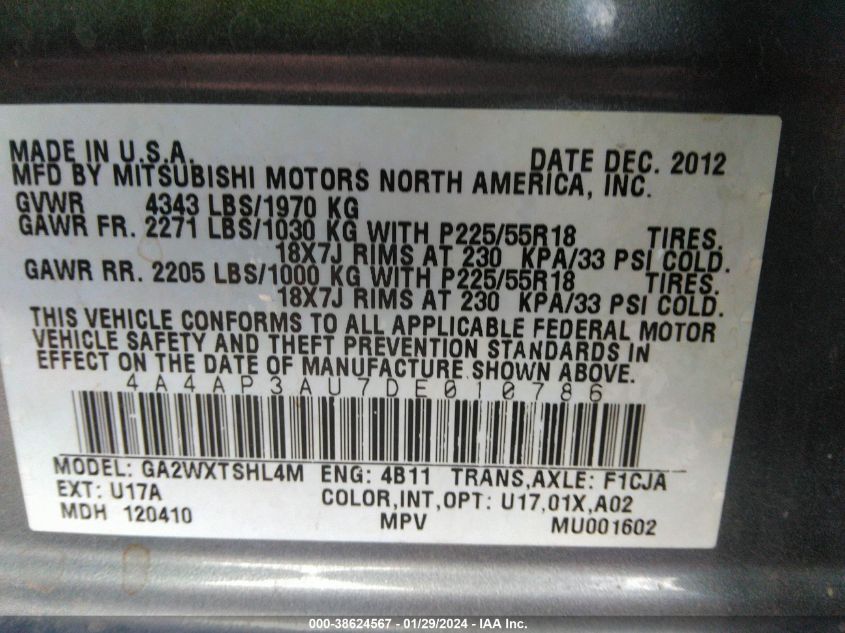 MADE IN U.S.A. DATE DEC. 2012
MFD BY MITSUBISHI MOTORS NORTH AMERICA, INC.
GVWR 4343 LBS/1970 KG
GAWR FR. 2271 LBS/1030 KG WITH P225/55R18 TIRES.
18X7J RIMS AT 230 KPA/33 PSI COLD.
GAWR RR. 2205 LBS/1000 KG WITH P225/55R18 TIRES.
18X7J RIMS AT 230 KPA/33 PSI COLD.
THIS VEHICLE CONFORMS TO ALL APPLICABLE FEDERAL MOTOR
VEHICLE SAFETY AND THEFT PREVENTION STANDARDS IN
EFFECT ON THE DATE OF MANUFACTURE SHOWN ABOVE.
4A4AP3AU7DE010786
MODEL: GA2WXTSHL4M ENG: 4B11 TRANS,AXLE: F1CJA
EXT: U17A COLOR,INT,OPT: U17,01X,A02
MDH 120410 MPV MU001602
000-38624567 - 01/29/2024 - IAA Inc.